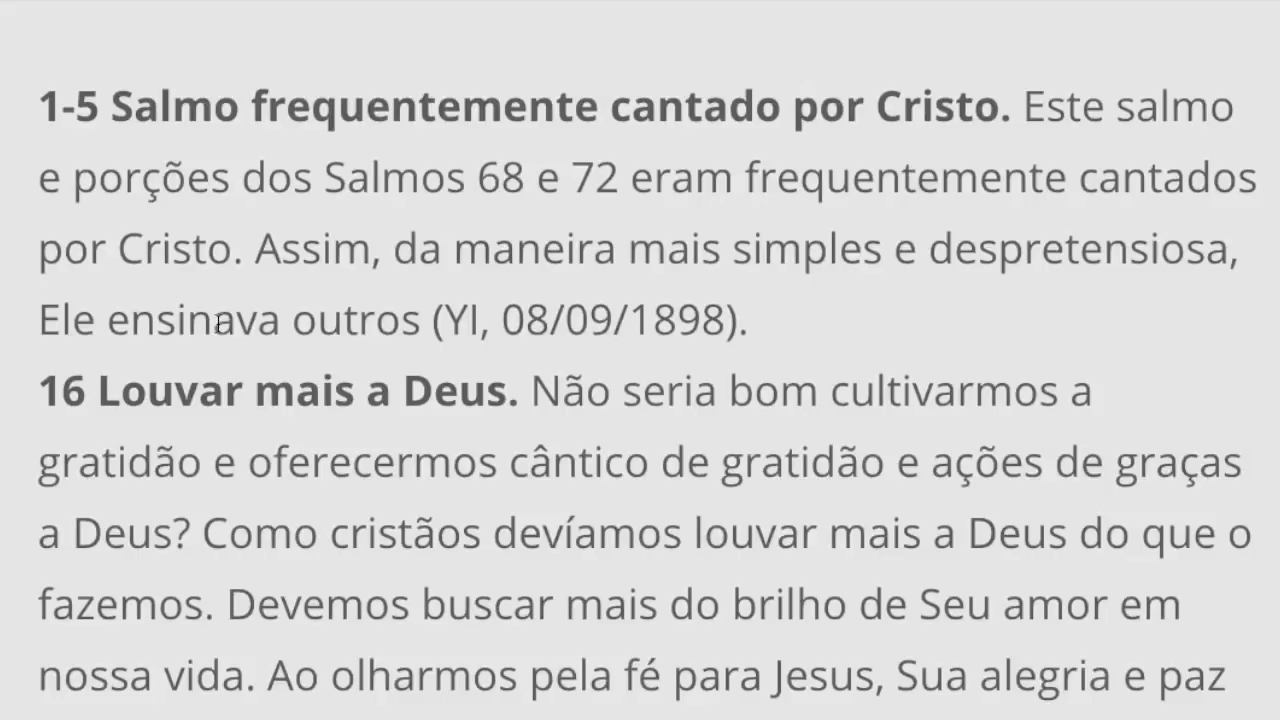 1-5 Salmo frequentemente cantado por Cristo. Este salmo
e porções dos Salmos 68 e 72 eram frequentemente cantados
por Cristo. Assim, da maneira mais simples e despretensiosa,
Ele ensinava outros (YI, 08/09/1898).
16 Louvar mais a Deus. Não seria bom cultivarmos a
gratidão e oferecermos cântico de gratidão e ações de graças
a Deus? Como cristãos devíamos louvar mais a Deus do que o
fazemos. Devemos buscar mais do brilho de Seu amor em
nossa vida. Ao olharmos pela fé para Jesus, Sua alegria e paz